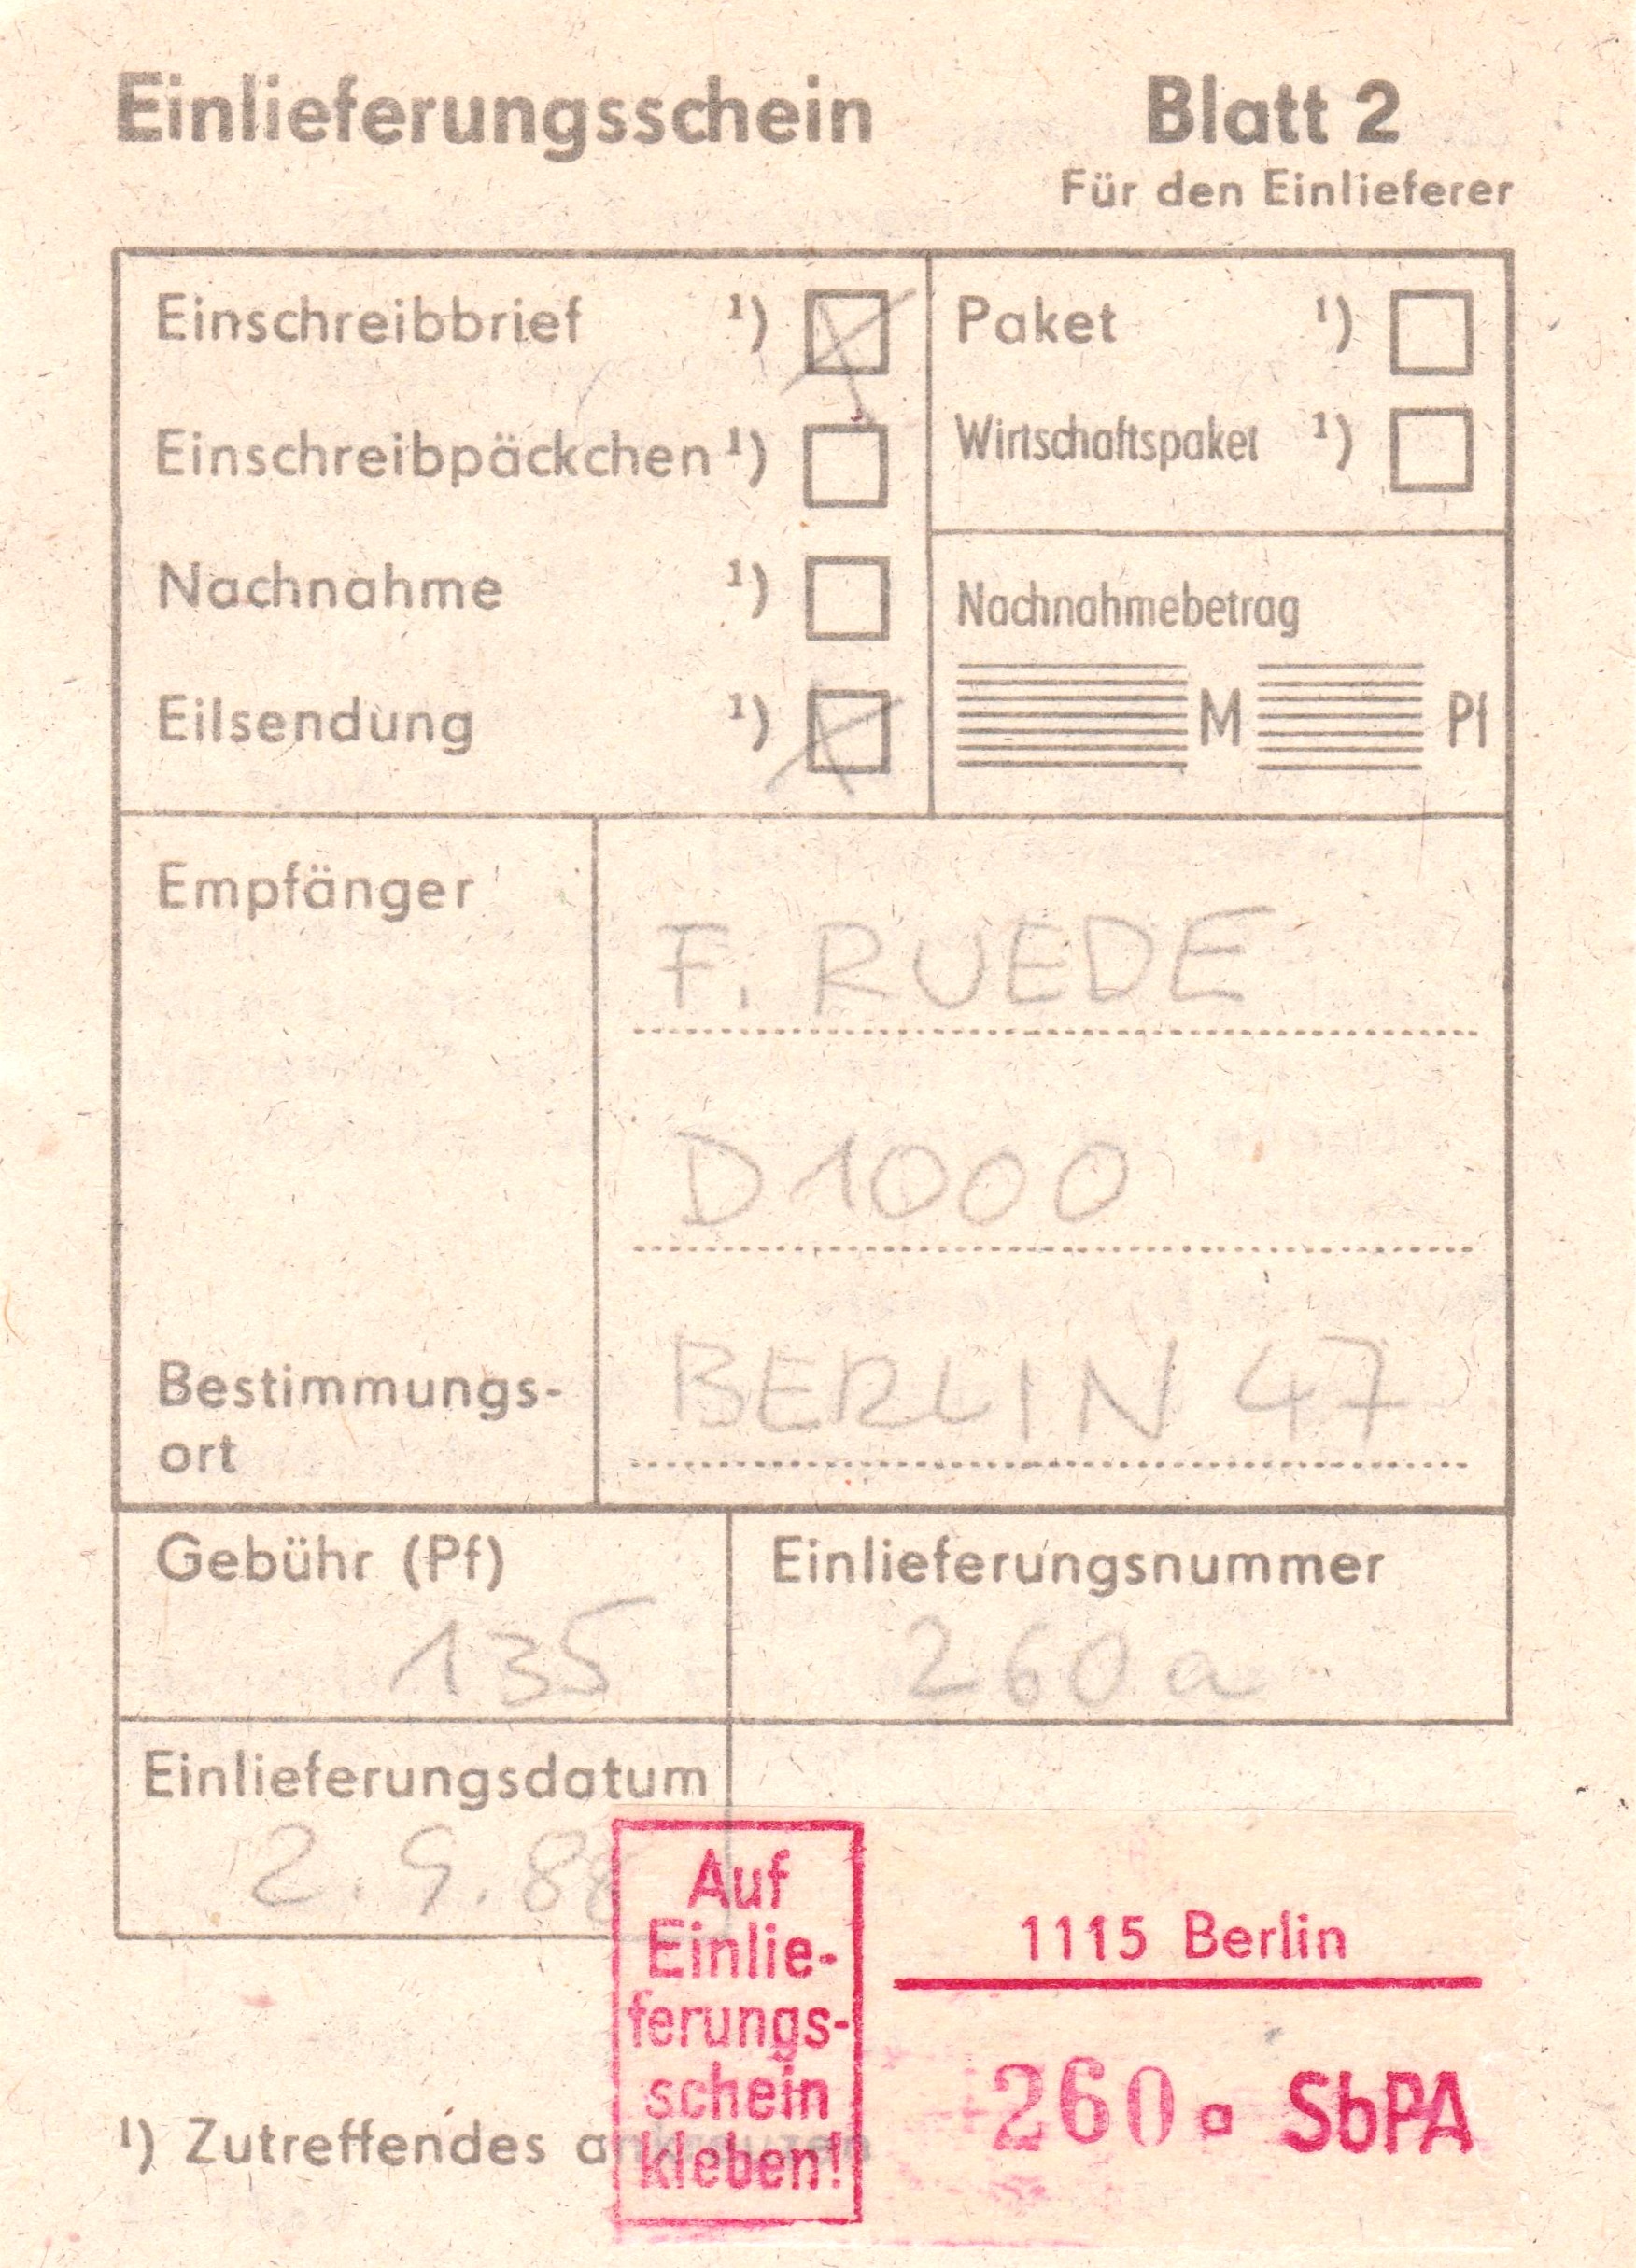 Einlieferungsschein
Blatt 2
Für den Einlieferer
Einschreibbrief ¹)
Einschreibpäckchen ¹)
Nachnahme ¹)
Eilsendung ¹)
Paket ¹)
Wirtschaftspaket ¹)
Nachnahmebetrag
M Pf
Empfänger
F. RUEDE
D 1000
Bestimmungs-
ort
BERLIN 47
Gebühr (Pf)
135
Einlieferungsnummer
260 a
Einlieferungsdatum
2.9.88
Auf
Einlie-
ferungs-
schein
kleben!
1115 Berlin
260 a SbPA
¹) Zutreffendes ankreuzen